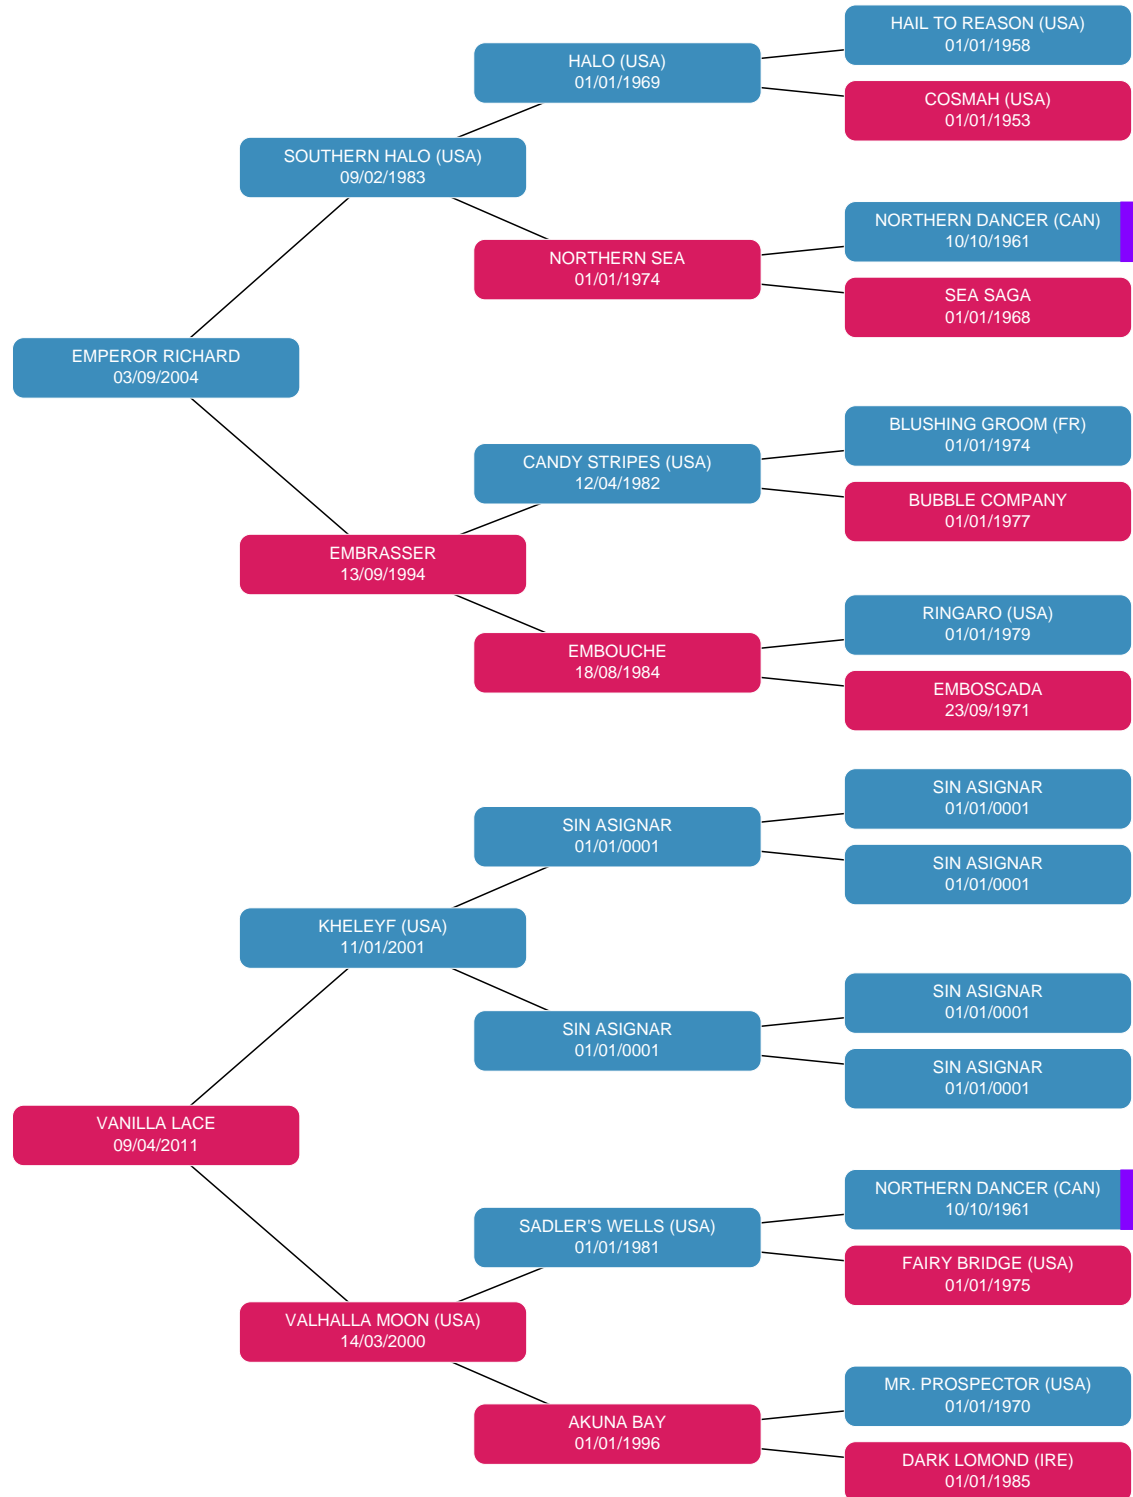 HAIL TO REASON (USA)
01/01/1958
HALO (USA)
01/01/1969
COSMAH (USA)
01/01/1953
SOUTHERN HALO (USA)
09/02/1983
NORTHERN DANCER (CAN)
10/10/1961
NORTHERN SEA
01/01/1974
SEA SAGA
01/01/1968
EMPEROR RICHARD
03/09/2004
BLUSHING GROOM (FR)
01/01/1974
CANDY STRIPES (USA)
12/04/1982
BUBBLE COMPANY
01/01/1977
EMBRASSER
13/09/1994
RINGARO (USA)
01/01/1979
EMBOUCHE
18/08/1984
EMBOSCADA
23/09/1971
SIN ASIGNAR
01/01/0001
SIN ASIGNAR
01/01/0001
SIN ASIGNAR
01/01/0001
KHELEYF (USA)
11/01/2001
SIN ASIGNAR
01/01/0001
SIN ASIGNAR
01/01/0001
SIN ASIGNAR
01/01/0001
VANILLA LACE
09/04/2011
NORTHERN DANCER (CAN)
10/10/1961
SADLER'S WELLS (USA)
01/01/1981
FAIRY BRIDGE (USA)
01/01/1975
VALHALLA MOON (USA)
14/03/2000
MR. PROSPECTOR (USA)
01/01/1970
AKUNA BAY
01/01/1996
DARK LOMOND (IRE)
01/01/1985